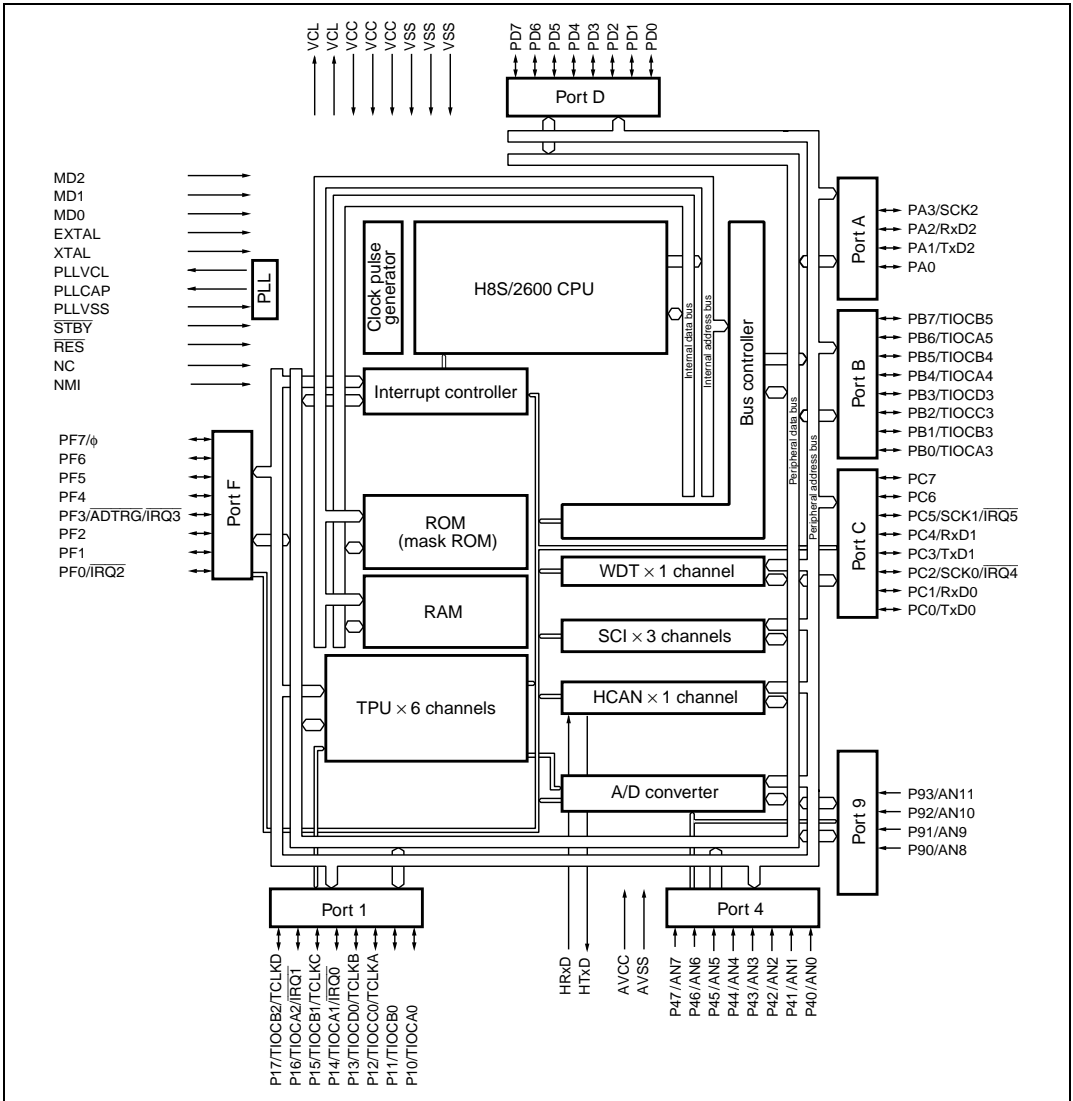 VCL
VCL
VCC
VCC
VCC
VSS
VSS
VSS
PD7
PD6
PD5
PD4
PD3
PD2
PD1
PD0
Port D
MD2
MD1
MD0
EXTAL
XTAL
PLLVCL
PLLCAP
PLLVSS
STBY
RES
NC
NMI
PLL
Clock pulse
generator
H8S/2600 CPU
Internal data bus
Internal address bus
Bus controller
Peripheral data bus
Peripheral address bus
Port A
PA3/SCK2
PA2/RxD2
PA1/TxD2
PA0
Port B
PB7/TIOCB5
PB6/TIOCA5
PB5/TIOCB4
PB4/TIOCA4
PB3/TIOCD3
PB2/TIOCC3
PB1/TIOCB3
PB0/TIOCA3
Interrupt controller
PF7/ϕ
PF6
PF5
PF4
PF3/ADTRG/IRQ3
PF2
PF1
PF0/IRQ2
Port F
ROM
(mask ROM)
RAM
TPU × 6 channels
WDT × 1 channel
SCI × 3 channels
HCAN × 1 channel
A/D converter
Port C
PC7
PC6
PC5/SCK1/IRQ5
PC4/RxD1
PC3/TxD1
PC2/SCK0/IRQ4
PC1/RxD0
PC0/TxD0
Port 9
P93/AN11
P92/AN10
P91/AN9
P90/AN8
Port 1
P17/TIOCB2/TCLKD
P16/TIOCA2/IRQ1
P15/TIOCB1/TCLKC
P14/TIOCA1/IRQ0
P13/TIOCD0/TCLKB
P12/TIOCC0/TCLKA
P11/TIOCB0
P10/TIOCA0
HRxD
HTxD
AVCC
AVSS
Port 4
P47/AN7
P46/AN6
P45/AN5
P44/AN4
P43/AN3
P42/AN2
P41/AN1
P40/AN0